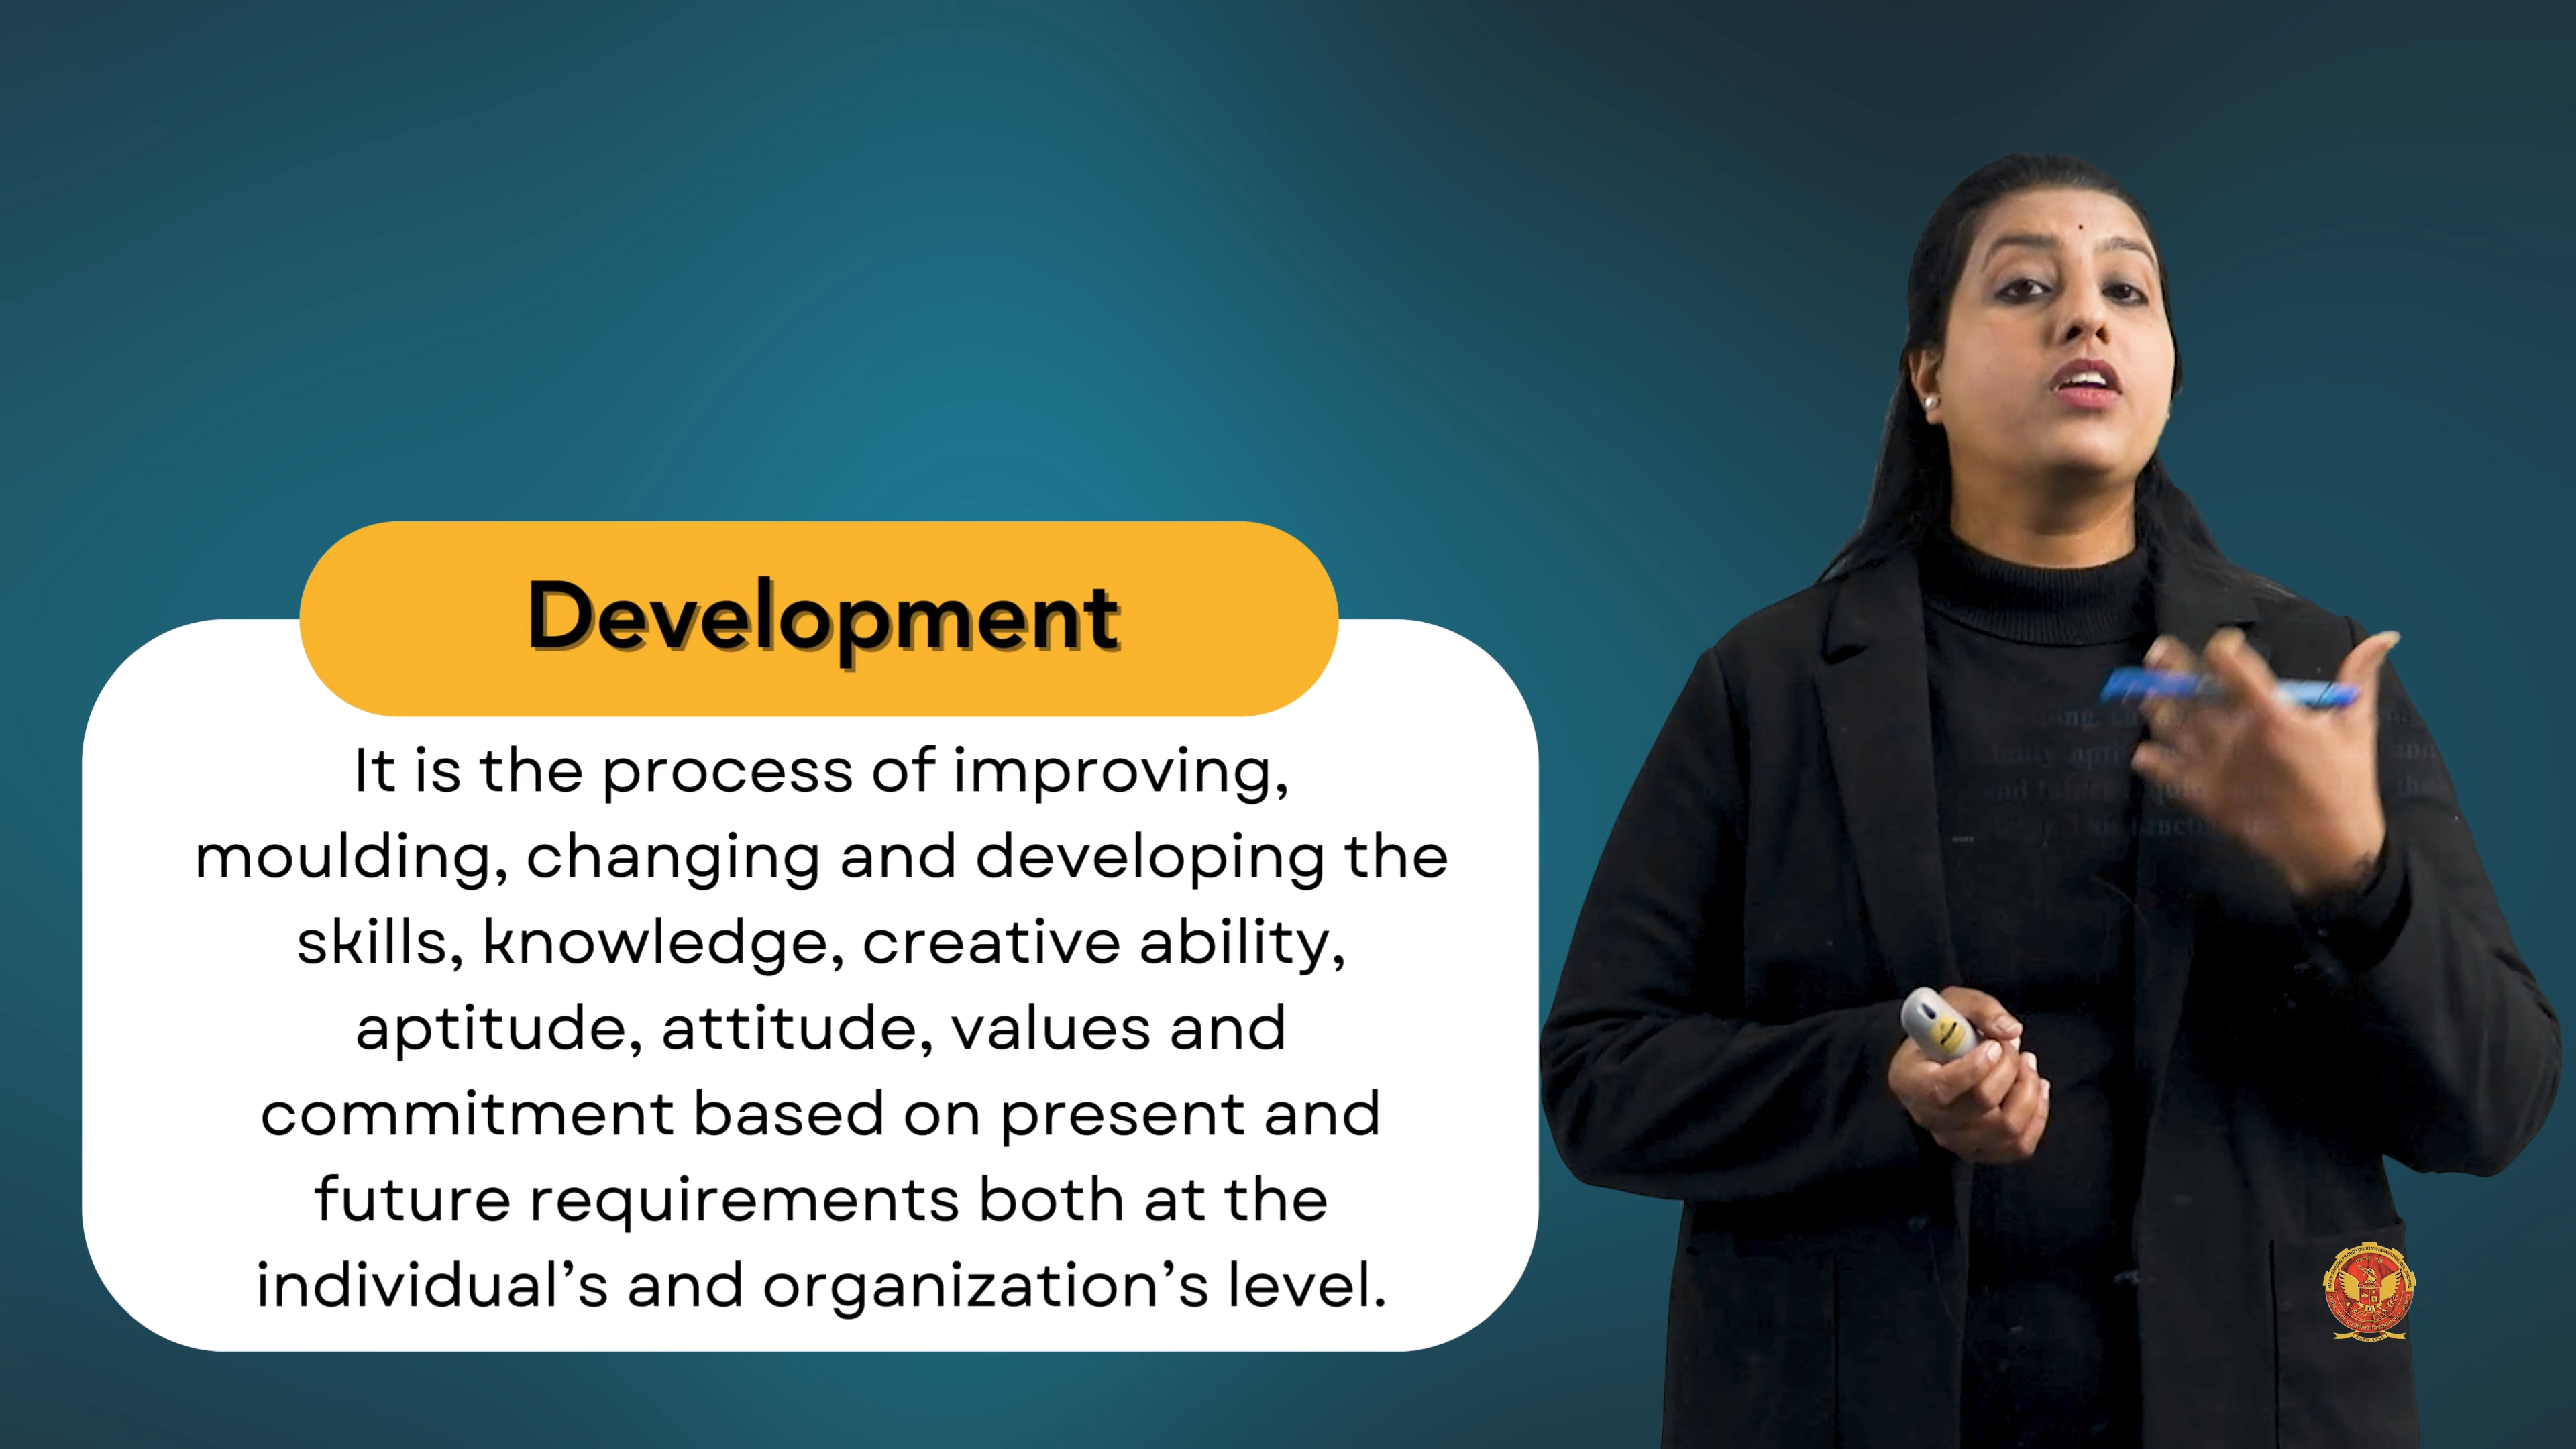 Development
It is the process of improving,
moulding, changing and developing the
skills, knowledge, creative ability,
aptitude, attitude, values and
commitment based on present and
future requirements both at the
individual’s and organization’s level.